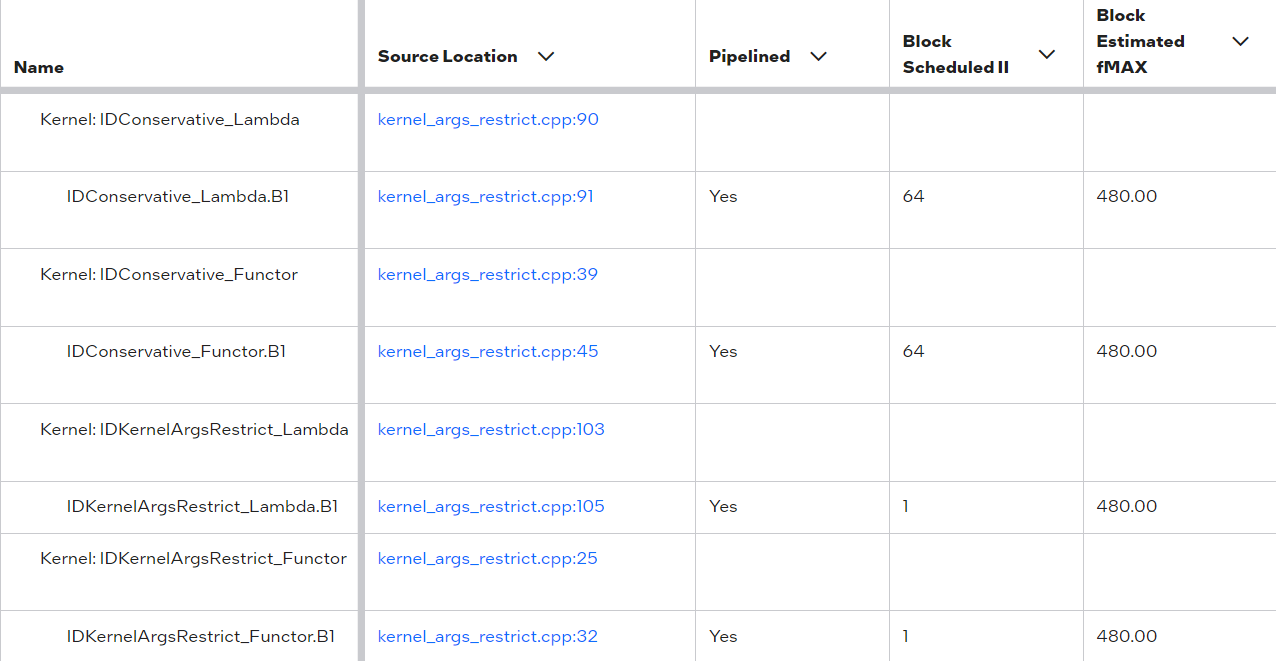 Name
Source Location
Pipelined
Block
Scheduled II
Block
Estimated
fMAX
Kernel: IDConservative_Lambda
kernel_args_restrict.cpp:90
IDConservative_Lambda.B1
kernel_args_restrict.cpp:91
Yes
64
480.00
Kernel: IDConservative_Functor
kernel_args_restrict.cpp:39
IDConservative_Functor.B1
kernel_args_restrict.cpp:45
Yes
64
480.00
Kernel: IDKernelArgsRestrict_Lambda
kernel_args_restrict.cpp:103
IDKernelArgsRestrict_Lambda.B1
kernel_args_restrict.cpp:105
Yes
1
480.00
Kernel: IDKernelArgsRestrict_Functor
kernel_args_restrict.cpp:25
IDKernelArgsRestrict_Functor.B1
kernel_args_restrict.cpp:32
Yes
1
480.00